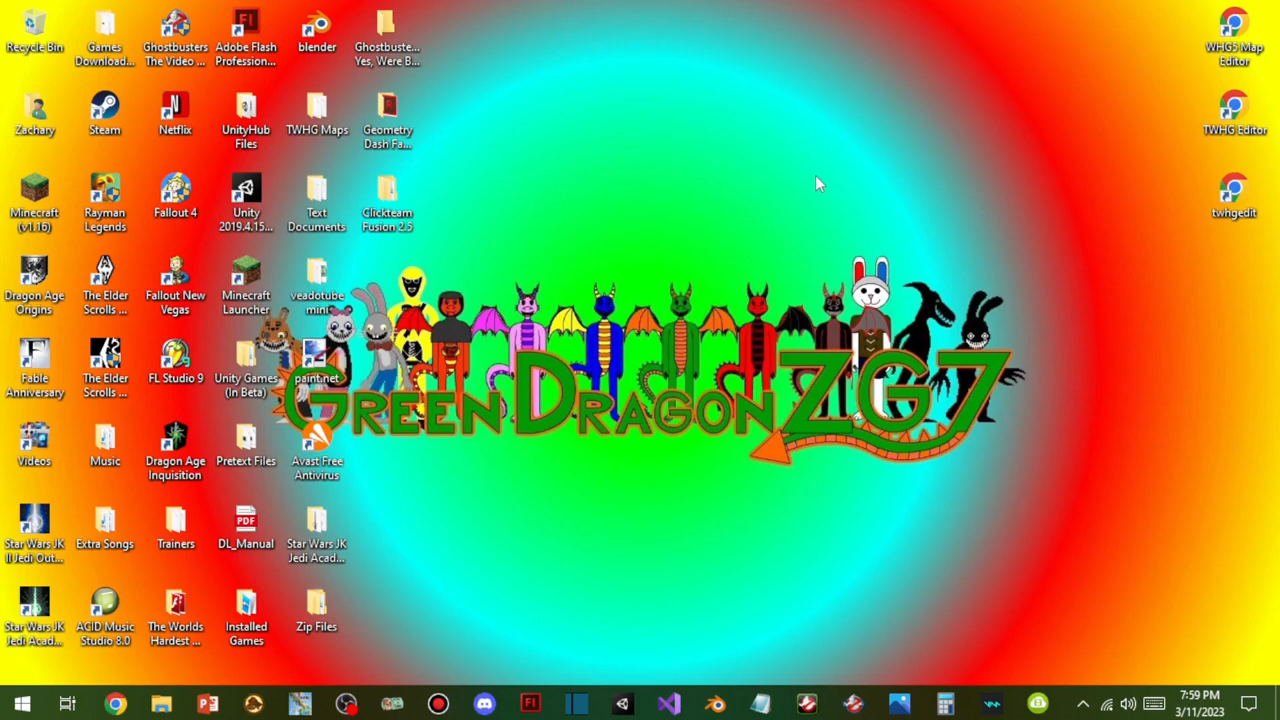 Recycle Bin
Games
Download...
Ghostbusters
The Video ...
Adobe Flash
Profession...
blender
Ghostbuste...
Yes, Were B...
WHG5 Map
Editor
Zachary
Steam
Netflix
UnityHub
Files
TWHG Maps
Geometry
Dash Fa...
TWHG Editor
Minecraft
(v1.16)
Rayman
Legends
Fallout 4
Unity
2019.4.15...
Text
Documents
Clickteam
Fusion 2.5
twhgedit
Dragon Age
Origins
The Elder
Scrolls ...
Fallout New
Vegas
Minecraft
Launcher
veadotube
mini
Fable
Anniversary
The Elder
Scrolls ...
FL Studio 9
Unity Games
(in Beta)
paint.net
GREEN DRAGON ZG7
Videos
Music
Dragon Age
Inquisition
Pretext Files
Avast Free
Antivirus
Star Wars JK
II Jedi Out...
Extra Songs
Trainers
PDF
DL_Manual
Star Wars JK
Jedi Acad...
Star Wars JK
Jedi Acad...
ACID Music
Studio 8.0
The Worlds
Hardest ...
Installed
Games
Zip Files
7:59 PM
3/11/2023